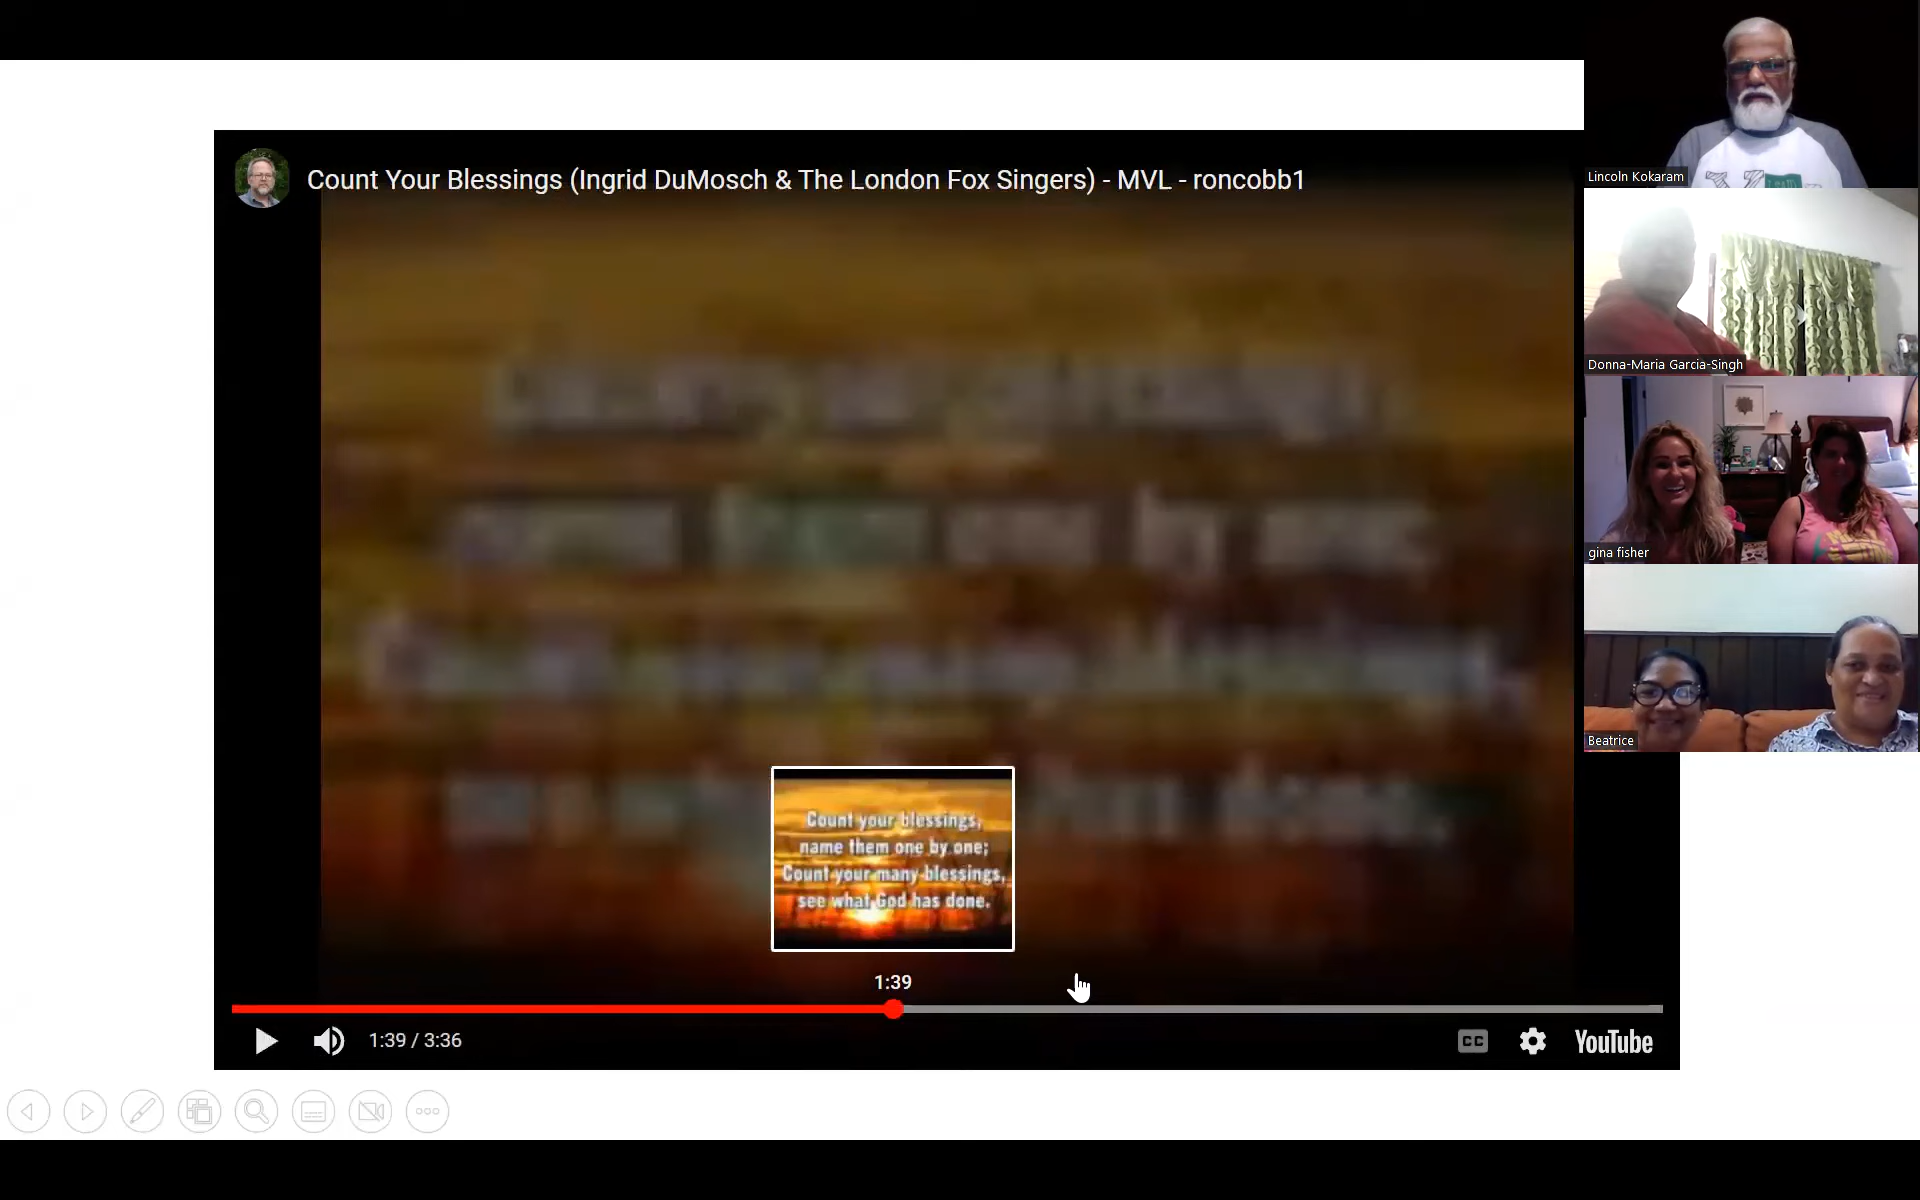 Count Your Blessings (Ingrid DuMosch & The London Fox Singers) - MVL - roncobb1
Lincoln Kokaram
Donna-Maria Garcia-Singh
gina fisher
Beatrice
Count your blessings,
name them one by one;
Count your many blessings,
see what God has done.
1:39
1:39 / 3:36
CC
YouTube